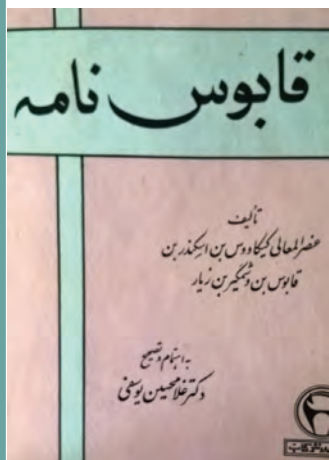 قابوس نامه
تألیف
عنصرالمعالی کیکاووس بن اسکندر بن
قابوس بن وشمگیر بن زیار
به اهتمام و تصحیح
دکتر غلامحسین یوسفی